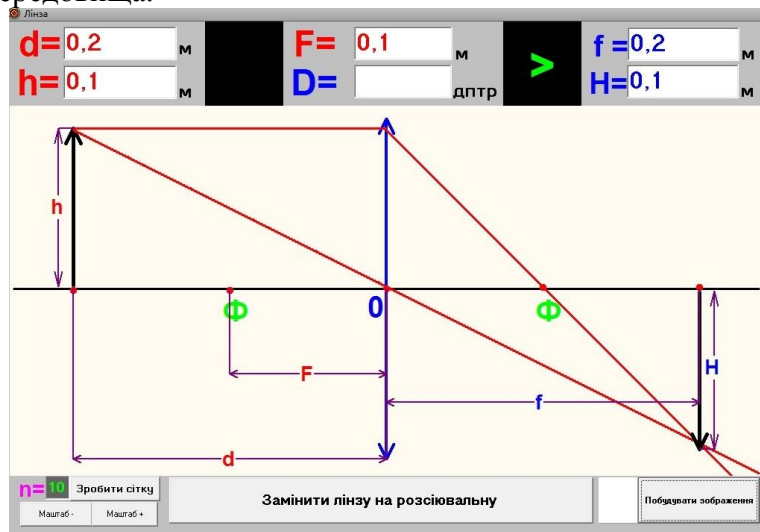 ередовища.
Лінза
d= 0,2 м F= 0,1 м > f = 0,2 м
h= 0,1 м D= дптр H= 0,1 м
h
Ф 0 Ф
F
H
f
d
n= 10 Зробити сітку
Маштаб - Маштаб +
Замінити лінзу на розсіювальну
Побудувати зображення